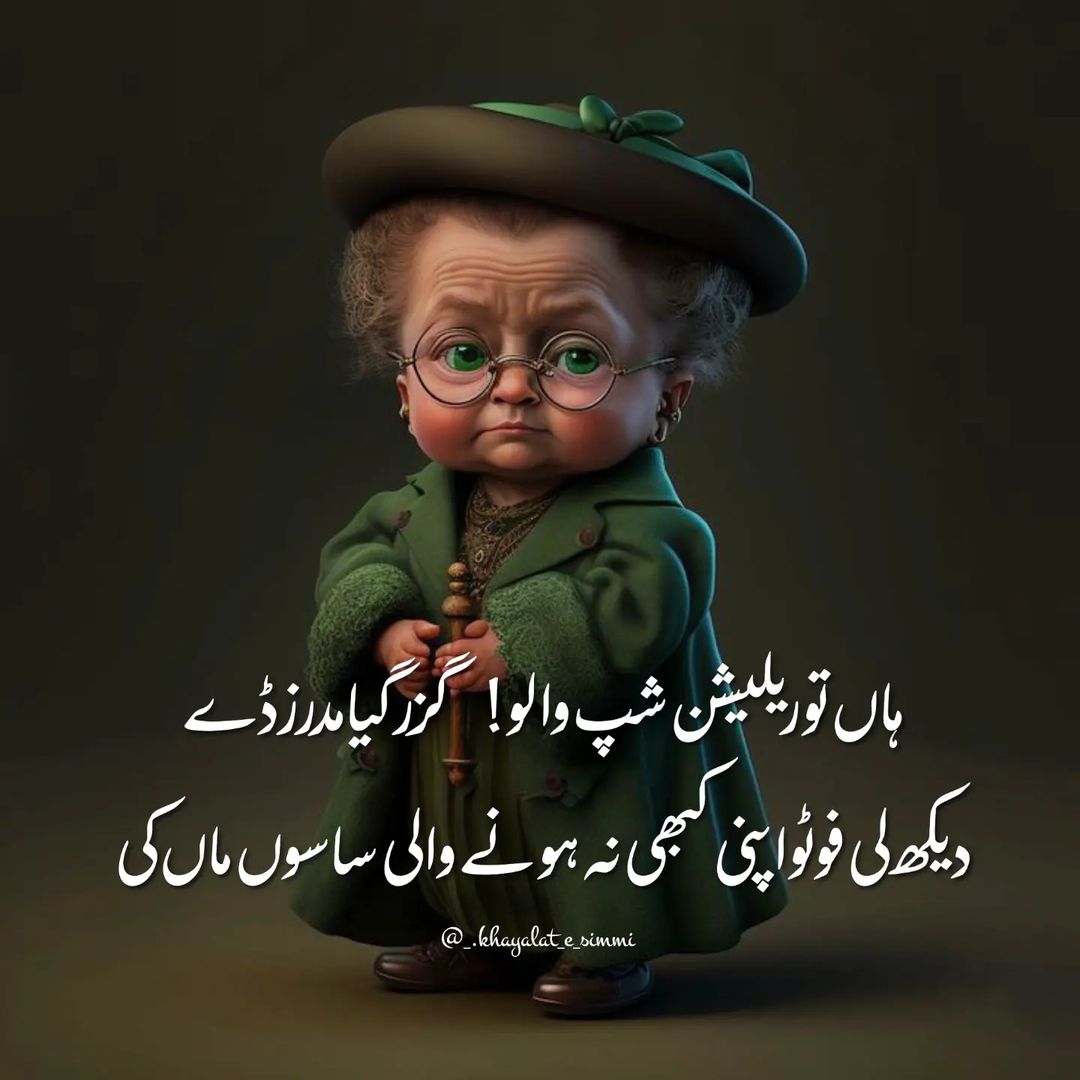 ہاں تو ریلیشن شپ والو! گزر گیا مدرز ڈے
دیکھ لی فوٹو اپنی کبھی نہ ہونے والی ساسوں ماں کی
@_.khayalat_e_simmi